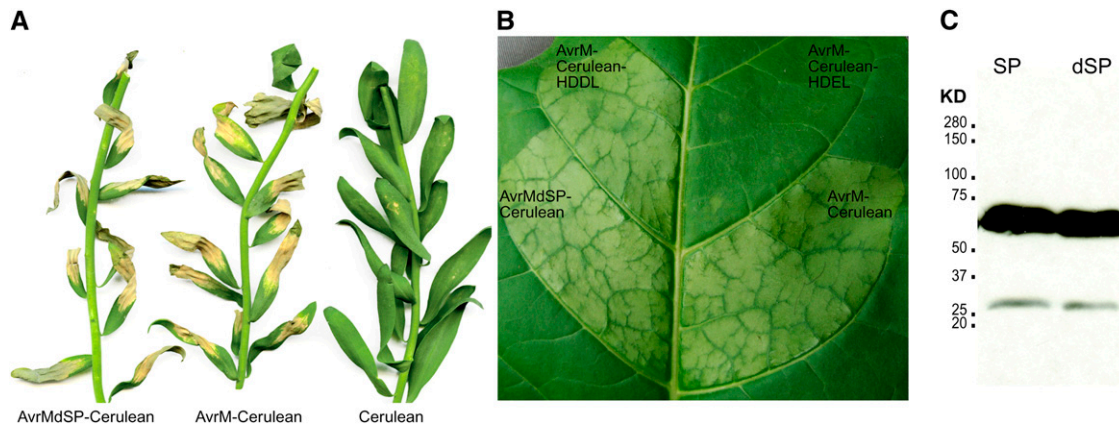 A
AvrMdSP-Cerulean
AvrM-Cerulean
Cerulean
B
AvrM-
Cerulean-
HDDL
AvrM-
Cerulean-
HDEL
AvrMdSP-
Cerulean
AvrM-
Cerulean
C
SP dSP
KD
280
150
100
75
50
37
25
20